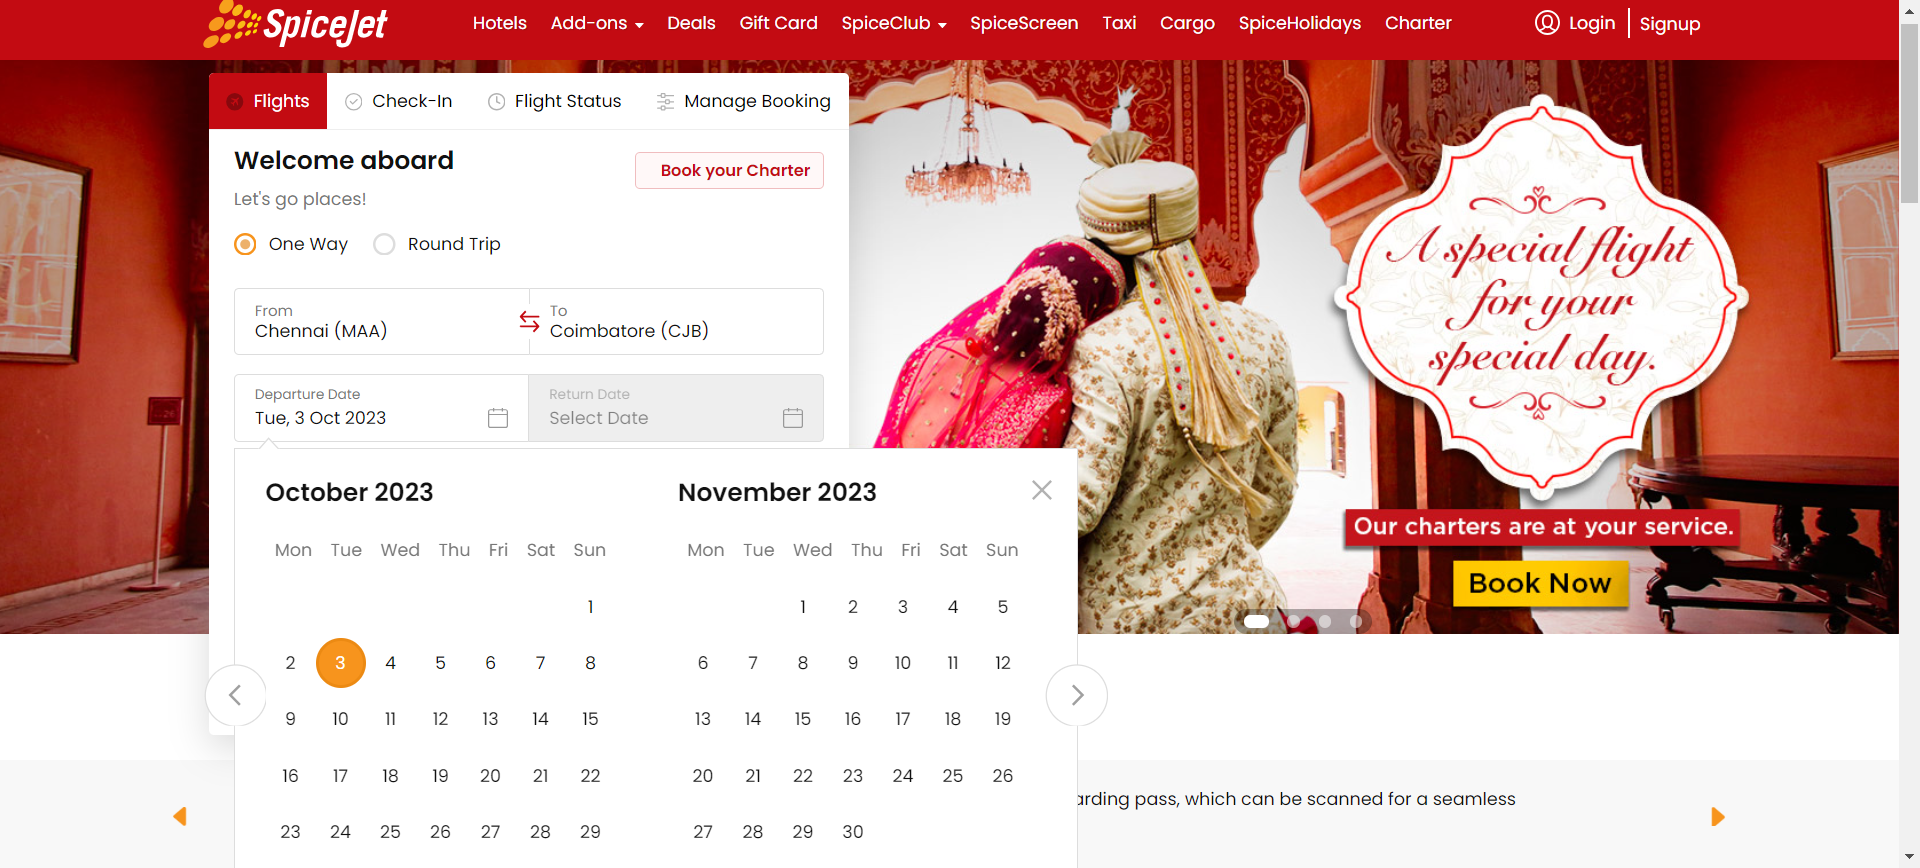 SpiceJet
Hotels Add-ons Deals Gift Card SpiceClub SpiceScreen Taxi Cargo SpiceHolidays Charter Login Signup
Flights Check-In Flight Status Manage Booking
Welcome aboard
Book your Charter
Let's go places!
One Way Round Trip
From To
Chennai (MAA) Coimbatore (CJB)
Departure Date Return Date
Tue, 3 Oct 2023 Select Date
October 2023 November 2023
Mon Tue Wed Thu Fri Sat Sun Mon Tue Wed Thu Fri Sat Sun
1 1 2 3 4 5
2 3 4 5 6 7 8 6 7 8 9 10 11 12
9 10 11 12 13 14 15 13 14 15 16 17 18 19
16 17 18 19 20 21 22 20 21 22 23 24 25 26
23 24 25 26 27 28 29 27 28 29 30
A special flight
for your
special day.
Our charters are at your service.
Book Now
arding pass, which can be scanned for a seamless